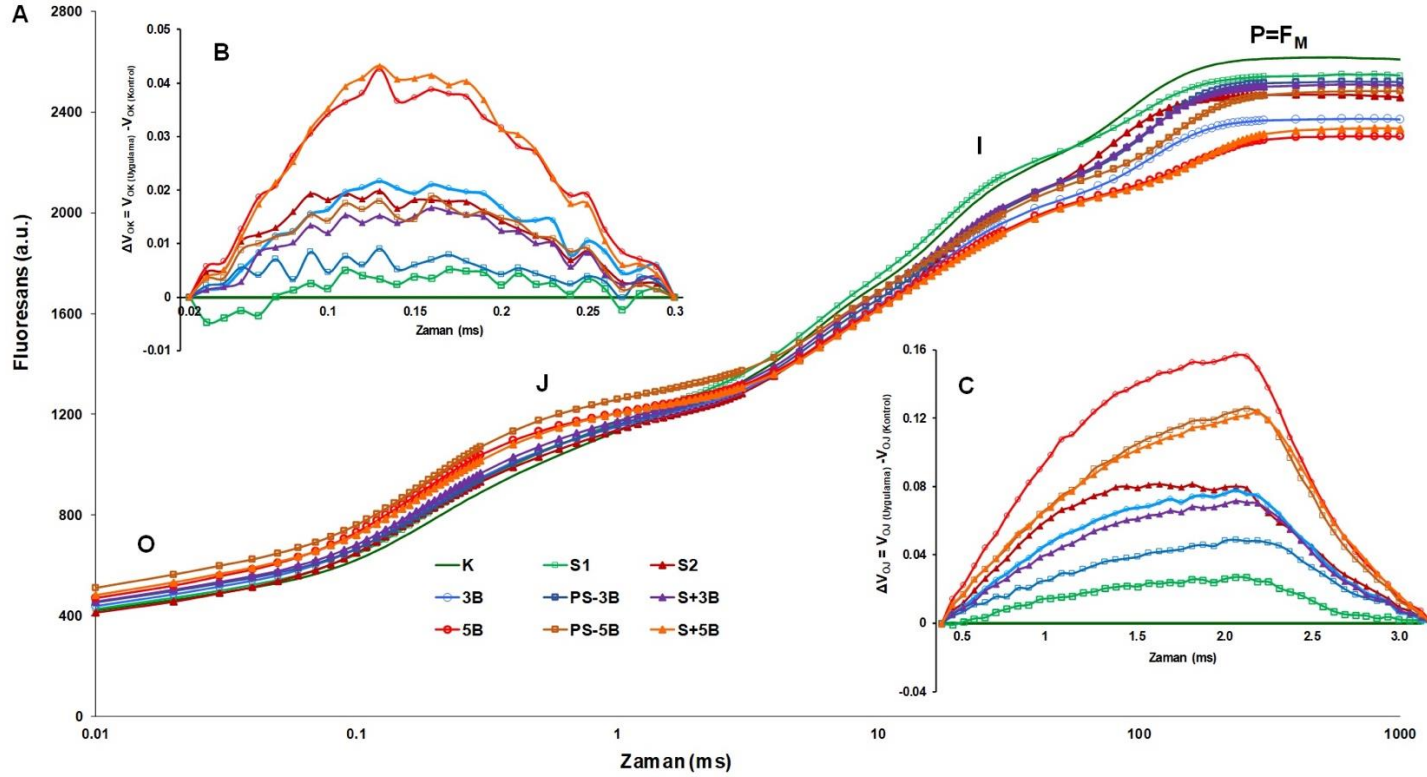 A
2800
2400
2000
1600
1200
800
400
0
Fluoresans (a.u.)
0.01
0.1
1
10
100
1000
Zaman (ms)
O
J
I
P=F_M
B
0.05
0.04
0.03
0.02
0.01
0
-0.01
ΔV_OK = V_OK (Uygulama) -V_OK (Kontrol)
0.02
0.1
0.15
0.2
0.25
0.3
Zaman (ms)
K
S1
S2
3B
PS-3B
S+3B
5B
PS-5B
S+5B
C
0.16
0.12
0.08
0.04
0
-0.04
ΔV_OJ = V_OJ (Uygulama) -V_OJ (Kontrol)
0.5
1
1.5
2.0
2.5
3.0
Zaman (ms)